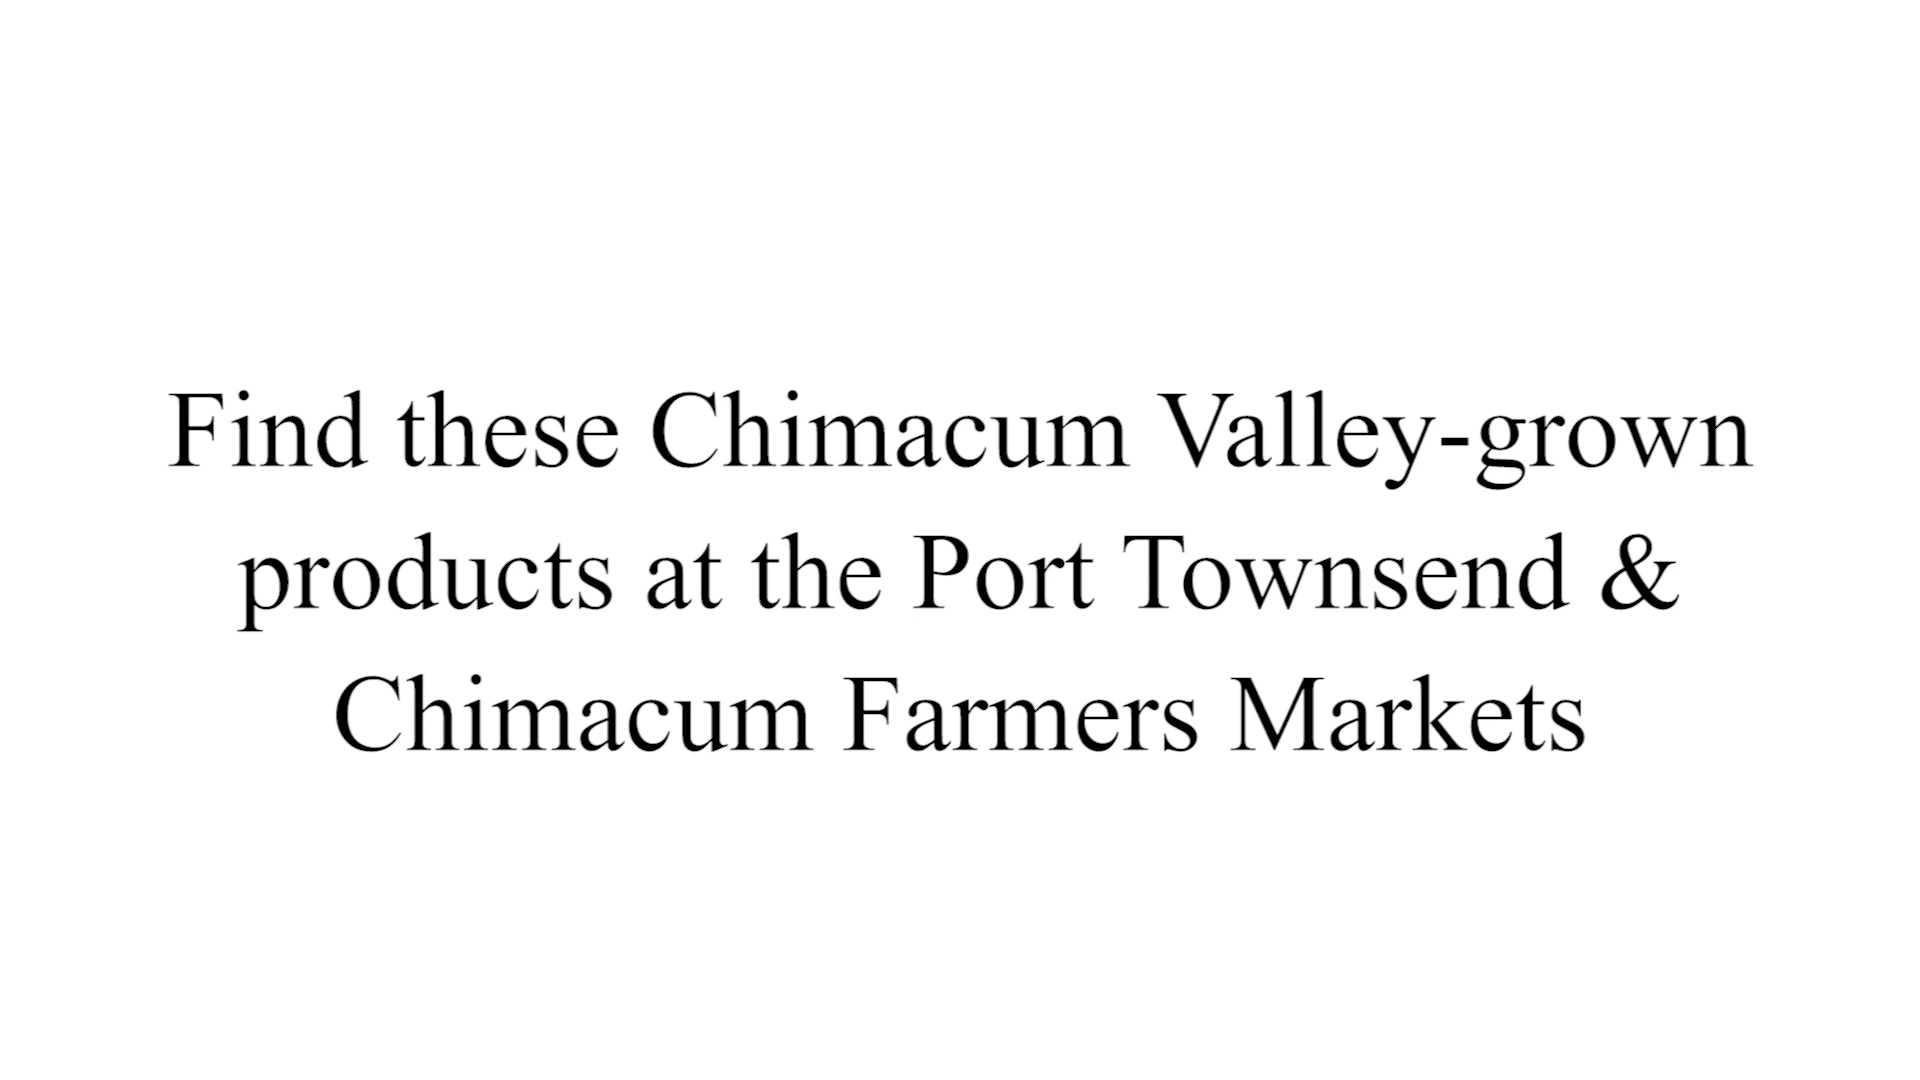 Find these Chimacum Valley-grown
products at the Port Townsend &
Chimacum Farmers Markets